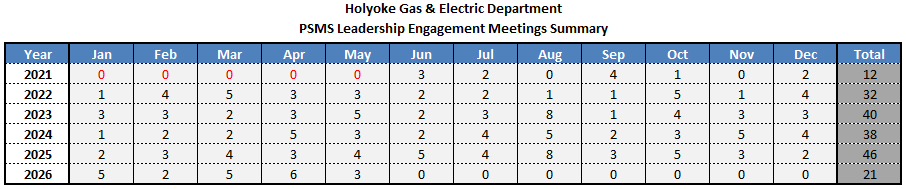 Holyoke Gas & Electric Department
PSMS Leadership Engagement Meetings Summary
Year Jan Feb Mar Apr May Jun Jul Aug Sep Oct Nov Dec Total
2021 0 0 0 0 0 3 2 0 4 1 0 2 12
2022 1 4 5 3 3 2 2 1 1 5 1 4 32
2023 3 3 2 3 5 2 3 8 1 4 3 3 40
2024 1 2 2 5 3 2 4 5 2 3 5 4 38
2025 2 3 4 3 4 5 4 8 3 5 3 2 46
2026 5 2 5 6 3 0 0 0 0 0 0 0 21